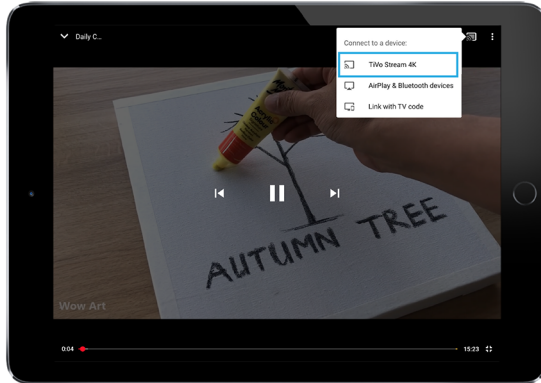 Daily C...
Connect to a device:
TiVo Stream 4K
AirPlay & Bluetooth devices
Link with TV code
Acrylic
AUTUMN TREE
Wow Art
0:04
15:23